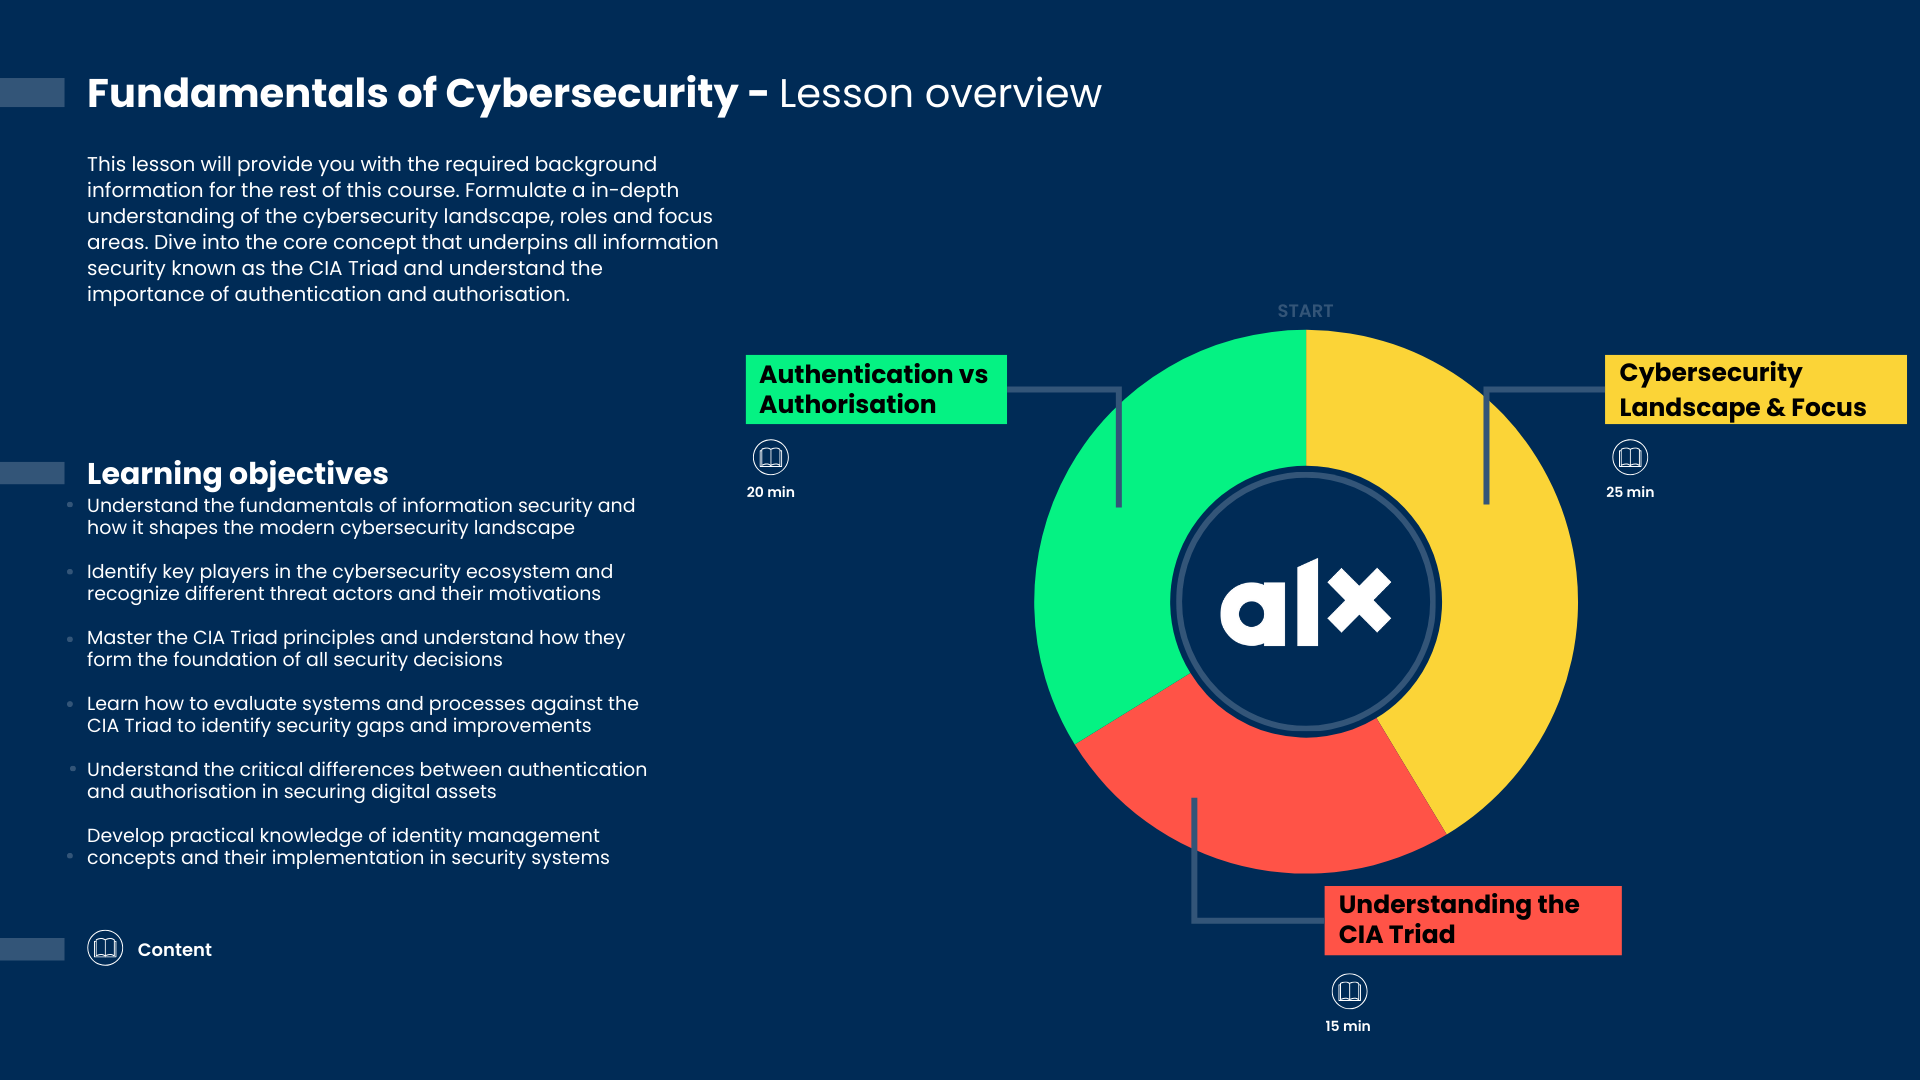 Fundamentals of Cybersecurity - Lesson overview
This lesson will provide you with the required background
information for the rest of this course. Formulate a in-depth
understanding of the cybersecurity landscape, roles and focus
areas. Dive into the core concept that underpins all information
security known as the CIA Triad and understand the
importance of authentication and authorisation.
Learning objectives
Understand the fundamentals of information security and
how it shapes the modern cybersecurity landscape
Identify key players in the cybersecurity ecosystem and
recognize different threat actors and their motivations
Master the CIA Triad principles and understand how they
form the foundation of all security decisions
Learn how to evaluate systems and processes against the
CIA Triad to identify security gaps and improvements
Understand the critical differences between authentication
and authorisation in securing digital assets
Develop practical knowledge of identity management
concepts and their implementation in security systems
Content
START
Authentication vs
Authorisation
20 min
Cybersecurity
Landscape & Focus
25 min
alx
Understanding the
CIA Triad
15 min